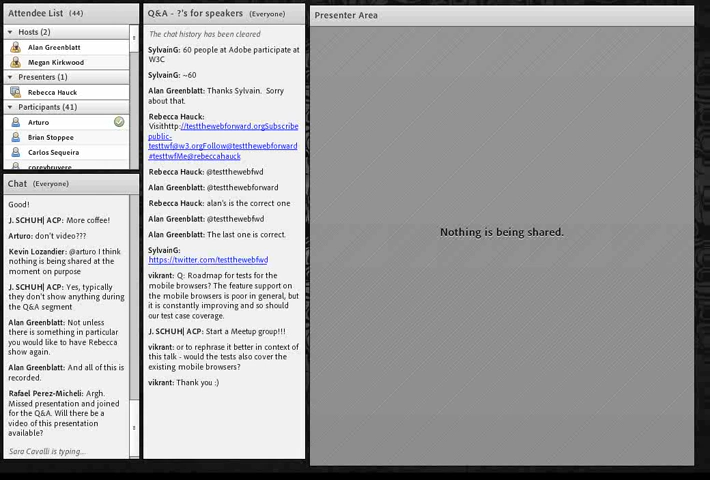 Attendee List (44)
Hosts (2)
Alan Greenblatt
Megan Kirkwood
Presenters (1)
Rebecca Hauck
Participants (41)
Arturo
Brian Stoppee
Carlos Sequeira
coreybruyere
Chat (Everyone)
Good!
J. SCHUH| ACP: More coffee!
Arturo: don't video???
Kevin Lozandier: @arturo I think
nothing is being shared at the
moment on purpose
J. SCHUH| ACP: Yes, typically
they don't show anything during
the Q&A segment
Alan Greenblatt: Not unless
there is something in particular
you would like to have Rebecca
show again.
Alan Greenblatt: And all of this is
recorded.
Rafael Perez-Micheli: Argh.
Missed presentation and joined
for the Q&A. Will there be a
video of this presentation
available?
Sara Cavalli is typing...
Q&A - ?'s for speakers (Everyone)
The chat history has been cleared
SylvainG: 60 people at Adobe participate at
W3C
SylvainG: ~60
Alan Greenblatt: Thanks Sylvain. Sorry
about that.
Rebecca Hauck:
Visithttp://testthewebforward.orgSubscribe
public-
testtwf@w3.orgFollow@testthewebforward
#testtwfMe@rebeccahauck
Rebecca Hauck: @testthewebfwd
Alan Greenblatt: @testthewebforward
Rebecca Hauck: alan's is the correct one
Alan Greenblatt: @testthewebfwd
Alan Greenblatt: The last one is correct.
SylvainG:
https://twitter.com/testthewebfwd
vikrant: Q: Roadmap for tests for the
mobile browsers? The feature support on
the mobile browsers is poor in general, but
it is constantly improving and so should
our test case coverage.
J. SCHUH| ACP: Start a Meetup group!!!
vikrant: or to rephrase it better in context of
this talk - would the tests also cover the
existing mobile browsers?
vikrant: Thank you :)
Presenter Area
Nothing is being shared.